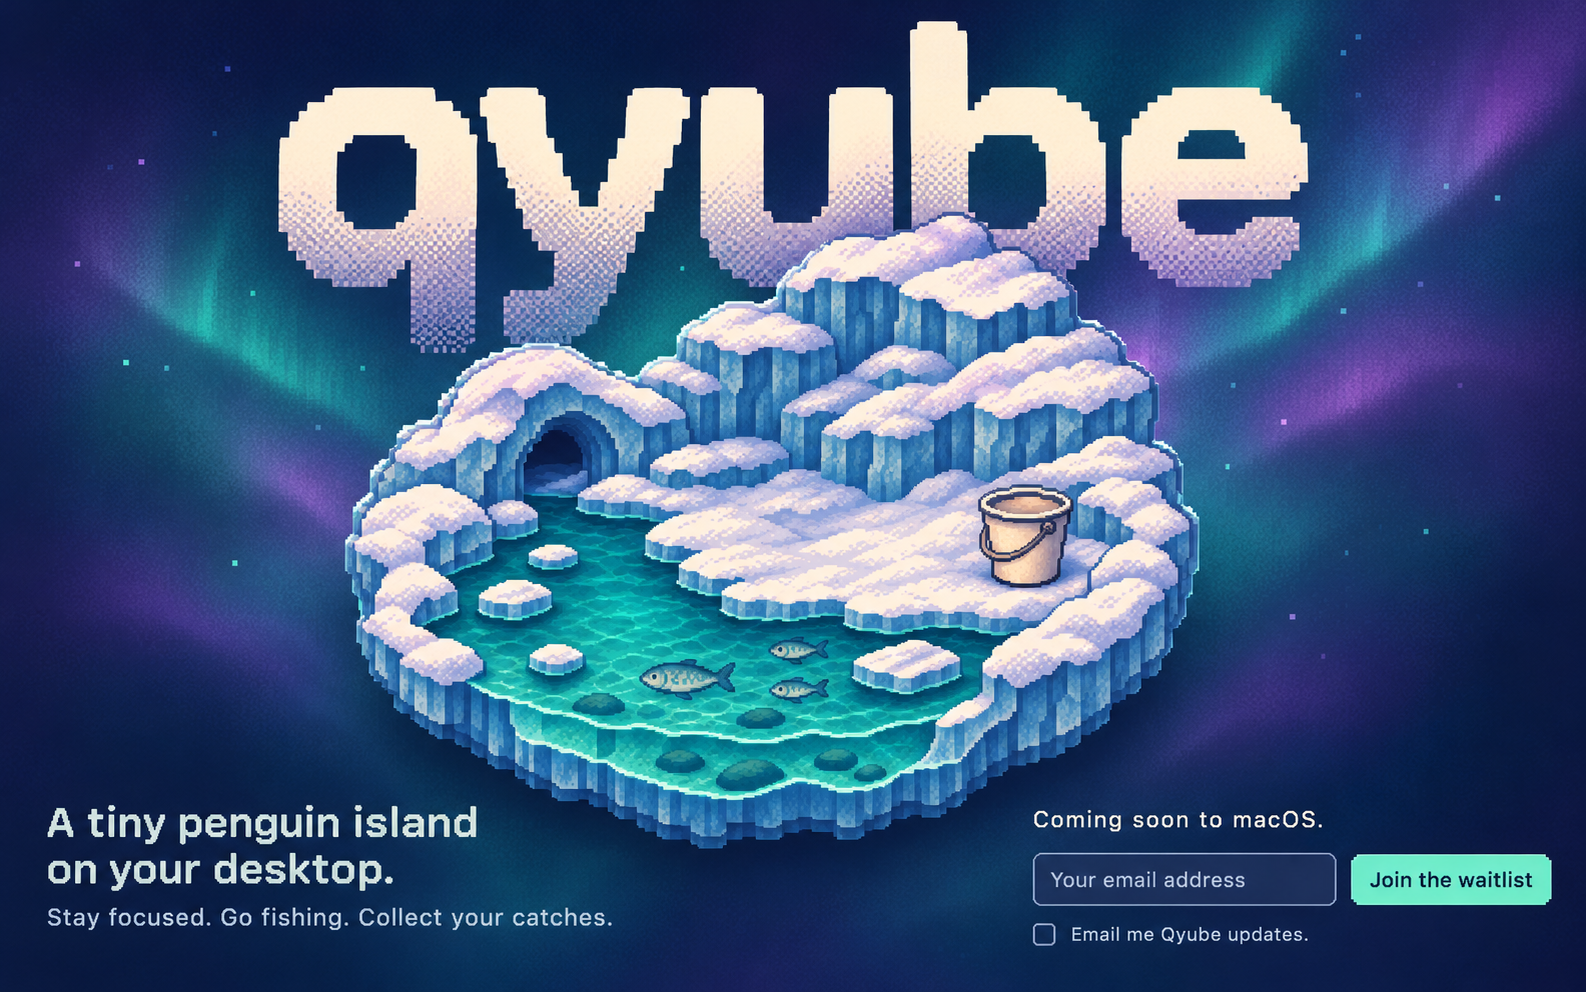 qyube
A tiny penguin island
on your desktop.
Stay focused. Go fishing. Collect your catches.
Coming soon to macOS.
Your email address
Join the waitlist
Email me Qyube updates.